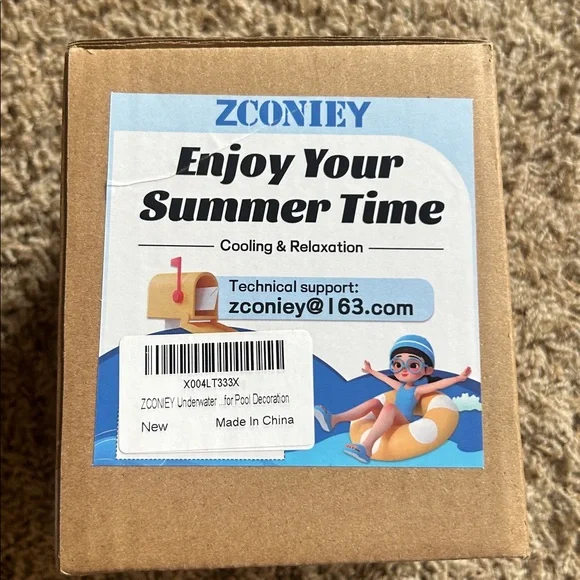 ZCONIEY
Enjoy Your
Summer Time
Cooling & Relaxation
Technical support:
zconiey@163.com
X004LT333X
ZCONIEY Underwater ...for Pool Decoration
New Made In China